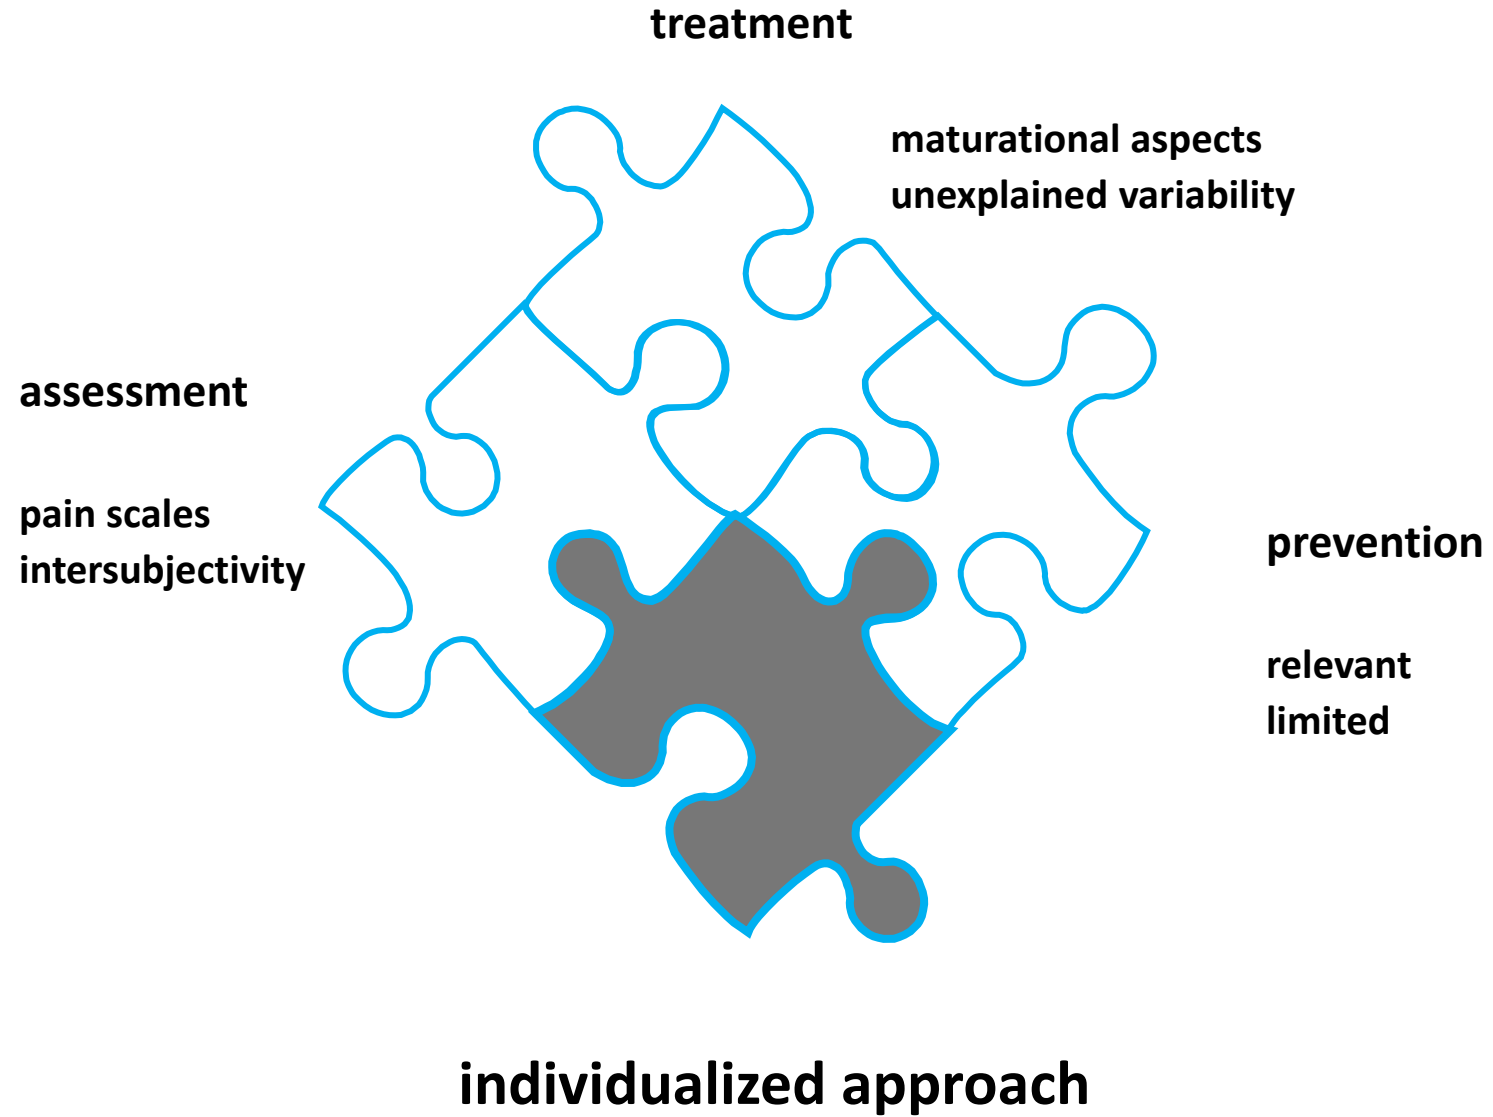 treatment
maturational aspects
unexplained variability
assessment
pain scales
intersubjectivity
prevention
relevant
limited
individualized approach